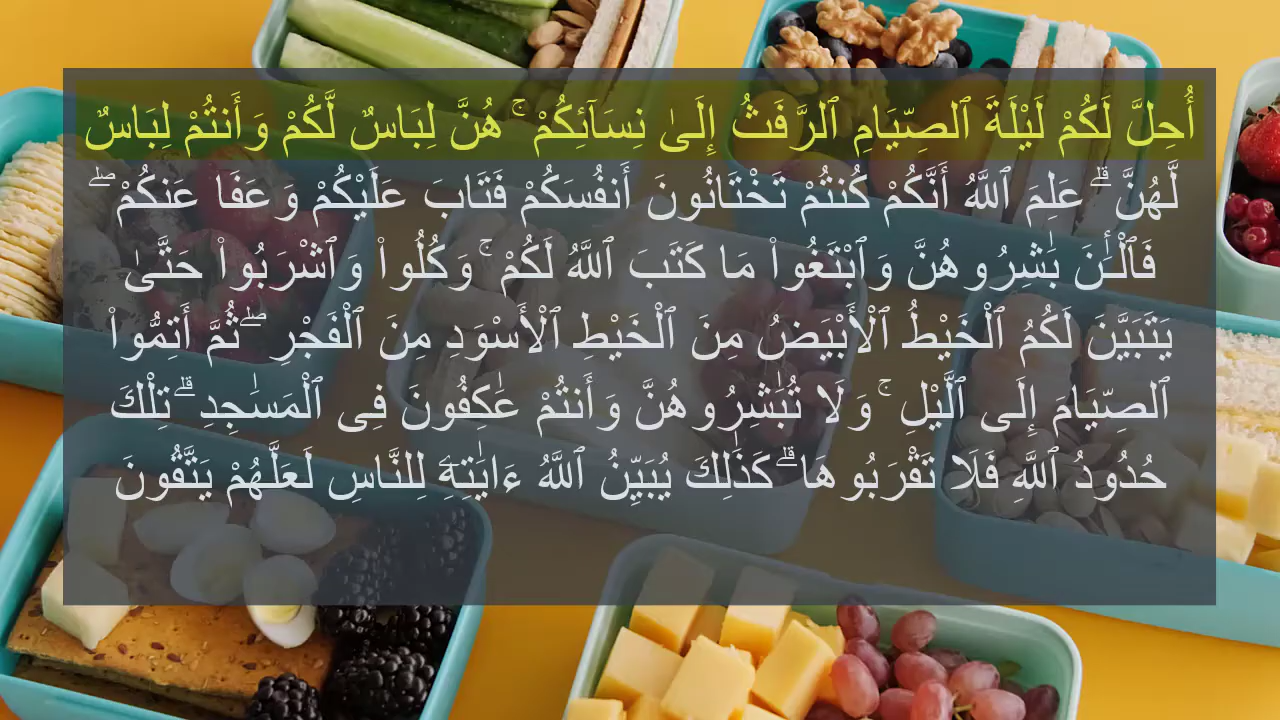 أُحِلَّ لَكُمْ لَيْلَةَ ٱلصِّيَامِ ٱلرَّفَثُ إِلَىٰ نِسَآئِكُمْ ۚ هُنَّ لِبَاسٌ لَّكُمْ وَأَنتُمْ لِبَاسٌ
لَّهُنَّ ۗ عَلِمَ ٱللَّهُ أَنَّكُمْ كُنتُمْ تَخْتَانُونَ أَنفُسَكُمْ فَتَابَ عَلَيْكُمْ وَعَفَا عَنكُمْ ۖ
فَٱلْـَٰٔنَ بَٰشِرُوهُنَّ وَٱبْتَغُوا۟ مَا كَتَبَ ٱللَّهُ لَكُمْ ۚ وَكُلُوا۟ وَٱشْرَبُوا۟ حَتَّىٰ
يَتَبَيَّنَ لَكُمُ ٱلْخَيْطُ ٱلْأَبْيَضُ مِنَ ٱلْخَيْطِ ٱلْأَسْوَدِ مِنَ ٱلْفَجْرِ ۖ ثُمَّ أَتِمُّوا۟
ٱلصِّيَامَ إِلَى ٱلَّيْلِ ۚ وَلَا تُبَٰشِرُوهُنَّ وَأَنتُمْ عَٰكِفُونَ فِى ٱلْمَسَٰجِدِ ۗ تِلْكَ
حُدُودُ ٱللَّهِ فَلَا تَقْرَبُوهَا ۗ كَذَٰلِكَ يُبَيِّنُ ٱللَّهُ ءَايَٰتِهِۦ لِلنَّاسِ لَعَلَّهُمْ يَتَّقُونَ